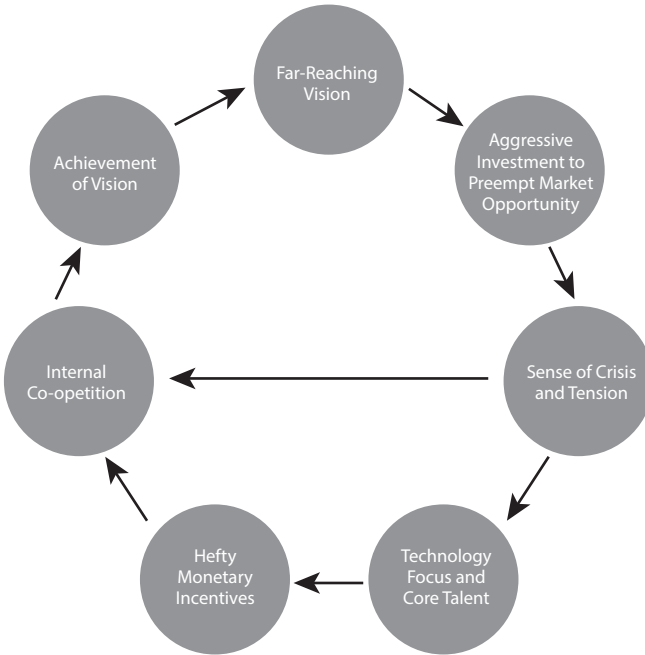 Far-Reaching
Vision
Aggressive
Investment to
Preempt Market
Opportunity
Sense of Crisis
and Tension
Technology
Focus and
Core Talent
Hefty
Monetary
Incentives
Internal
Co-opetition
Achievement
of Vision